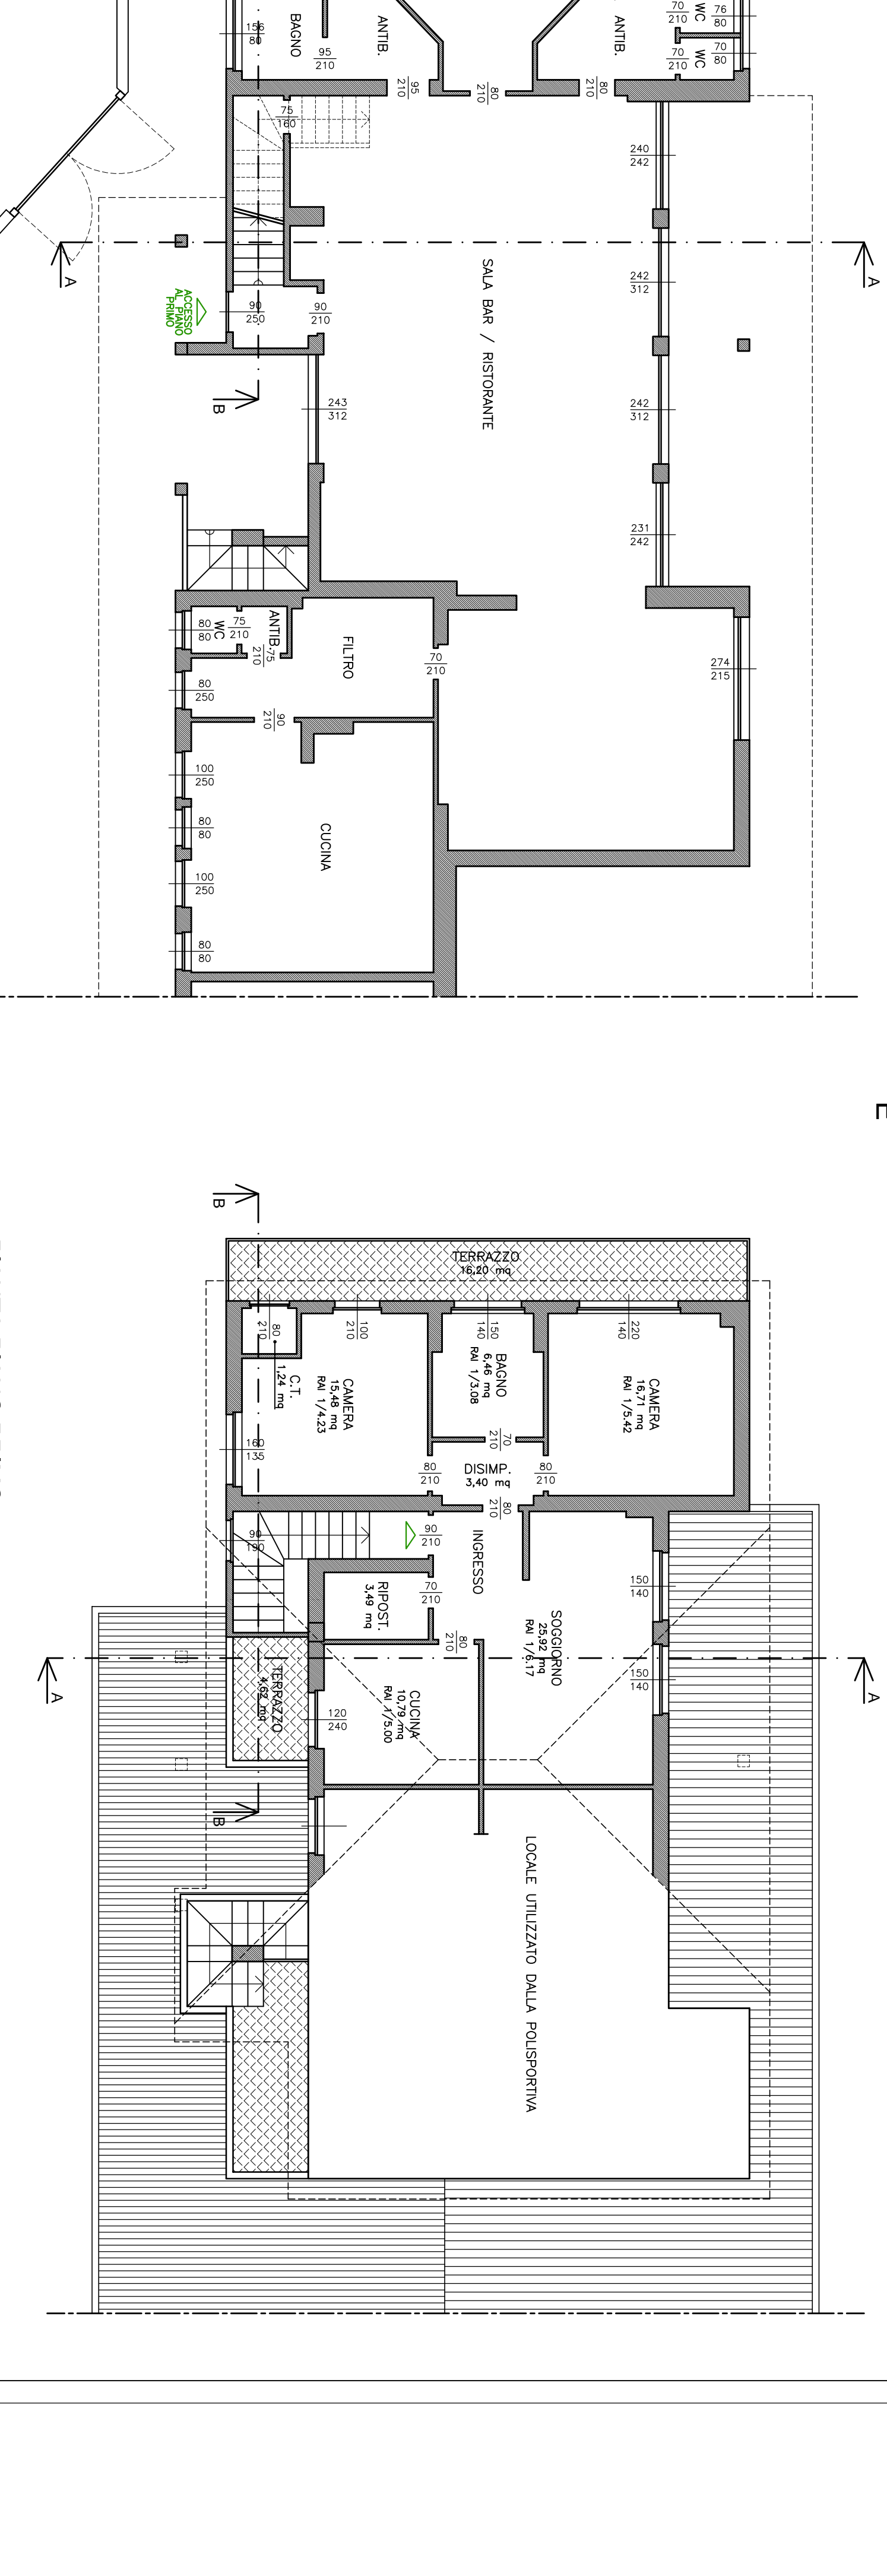 156
80
BAGNO
95
210
ANTIB.
95
210
80
210
ANTIB.
80
210
70
210
WC
76
80
70
210
WC
70
80
75
160
240
242
A
A
242
312
SALA BAR / RISTORANTE
ACCESSO
AL PIANO
PRIMO
90
250
90
210
B
243
312
242
312
231
242
80
80
WC
75
210
ANTIB.
75
210
FILTRO
70
210
274
215
80
250
90
210
100
250
80
80
CUCINA
100
250
80
80
B
TERRAZZO
16,20 mq
80
210
100
210
150
140
220
140
C.T.
1,24 mq
CAMERA
15,48 mq
RAI 1/4.23
BAGNO
6,46 mq
RAI 1/3.08
CAMERA
16,71 mq
RAI 1/5.42
160
135
70
210
80
210
DISIMP.
3,40 mq
80
210
80
210
90
190
90
210
INGRESSO
70
210
RIPOST.
3,49 mq
150
140
80
210
SOGGIORNO
25,92 mq
RAI 1/6.17
A
A
TERRAZZO
4,62 mq
150
140
120
240
CUCINA
10,79 mq
RAI 1/5.00
B
LOCALE UTILIZZATO DALLA POLISPORTIVA